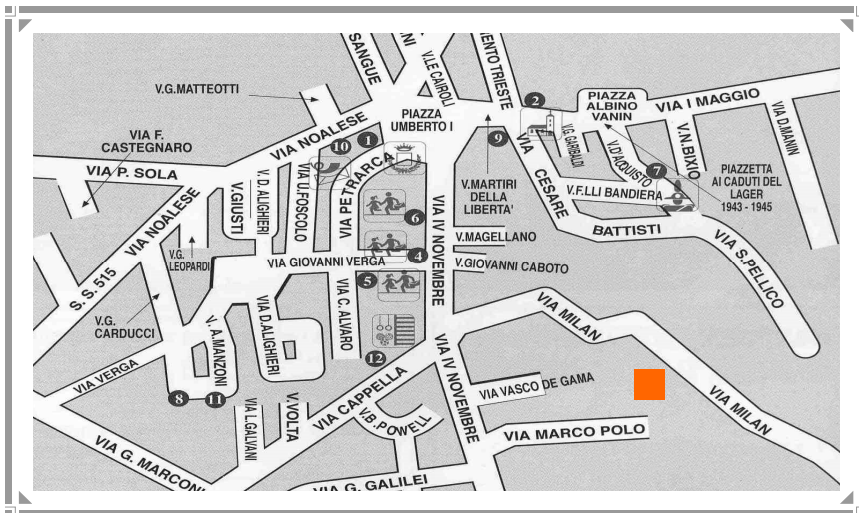 SANGUE
NI
V.LE CAIROLI
ENTO TRIESTE
V.G.MATTEOTTI
VIA NOALESE
PIAZZA
UMBERTO I
2
PIAZZA
ALBINO
VANIN
VIA I MAGGIO
VIA D.MANIN
VIA F.
CASTEGNARO
VIA P. SOLA
10
1
9
VIA
CESARE
BATTISTI
V.G. GARIBALDI
V.D'ACQUISTO
7
V.N.BIXIO
PIAZZETTA
AI CADUTI DEL
LAGER
1943 - 1945
V.GIUSTI
V. D. ALIGHIERI
VIA U.FOSCOLO
VIA PETRARCA
6
VIA IV NOVEMBRE
V.MARTIRI
DELLA
LIBERTA'
V.F.LLI BANDIERA
VIA NOALESE
S.S. 515
V.G.
LEOPARDI
V.MAGELLANO
VIA GIOVANNI VERGA
4
V.GIOVANNI CABOTO
VIA S.PELLICO
5
V.G.
CARDUCCI
V. A.MANZONI
VIA D.ALIGHIERI
VIA C. ALVARO
12
VIA MILAN
VIA VERGA
8
11
VIA L.GALVANI
V.VOLTA
VIA CAPPELLA
VIA IV NOVEMBRE
VIA VASCO DE GAMA
VIA MILAN
V.B.POWELL
VIA MARCO POLO
VIA G. MARCONI
VIA G. GALILEI